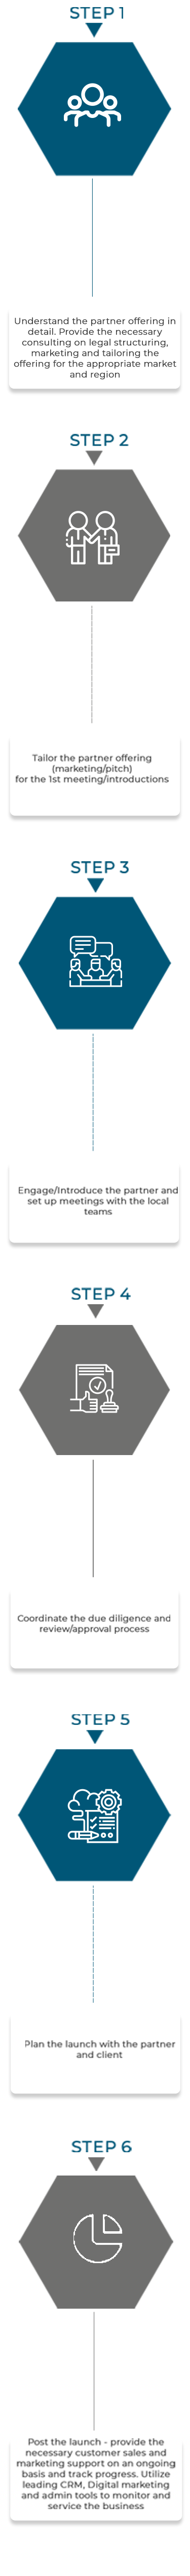 STEP 1
Understand the partner offering in
detail. Provide the necessary
consulting on legal structuring,
marketing and tailoring the
offering for the appropriate market
and region
STEP 2
Tailor the partner offering
(marketing/pitch)
for the 1st meeting/introductions
STEP 3
Engage/Introduce the partner and
set up meetings with the local
teams
STEP 4
Coordinate the due diligence and
review/approval process
STEP 5
Plan the launch with the partner
and client
STEP 6
Post the launch - provide the
necessary customer sales and
marketing support on an ongoing
basis and track progress. Utilize
leading CRM, Digital marketing
and admin tools to monitor and
service the business